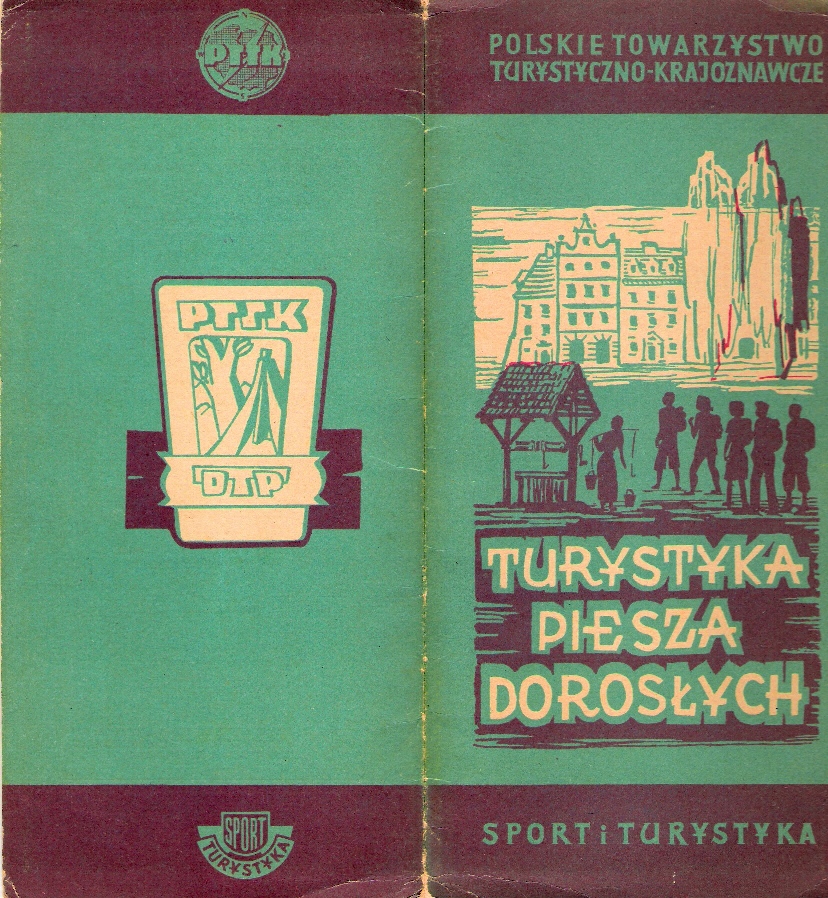 PTTK
PTTK
DTP
SPORT
TURYSTYKA
POLSKIE TOWARZYSTWO
TURYSTYCZNO-KRAJOZNAWCZE
TURYSTYKA
PIESZA
DOROSŁYCH
SPORT i TURYSTYKA